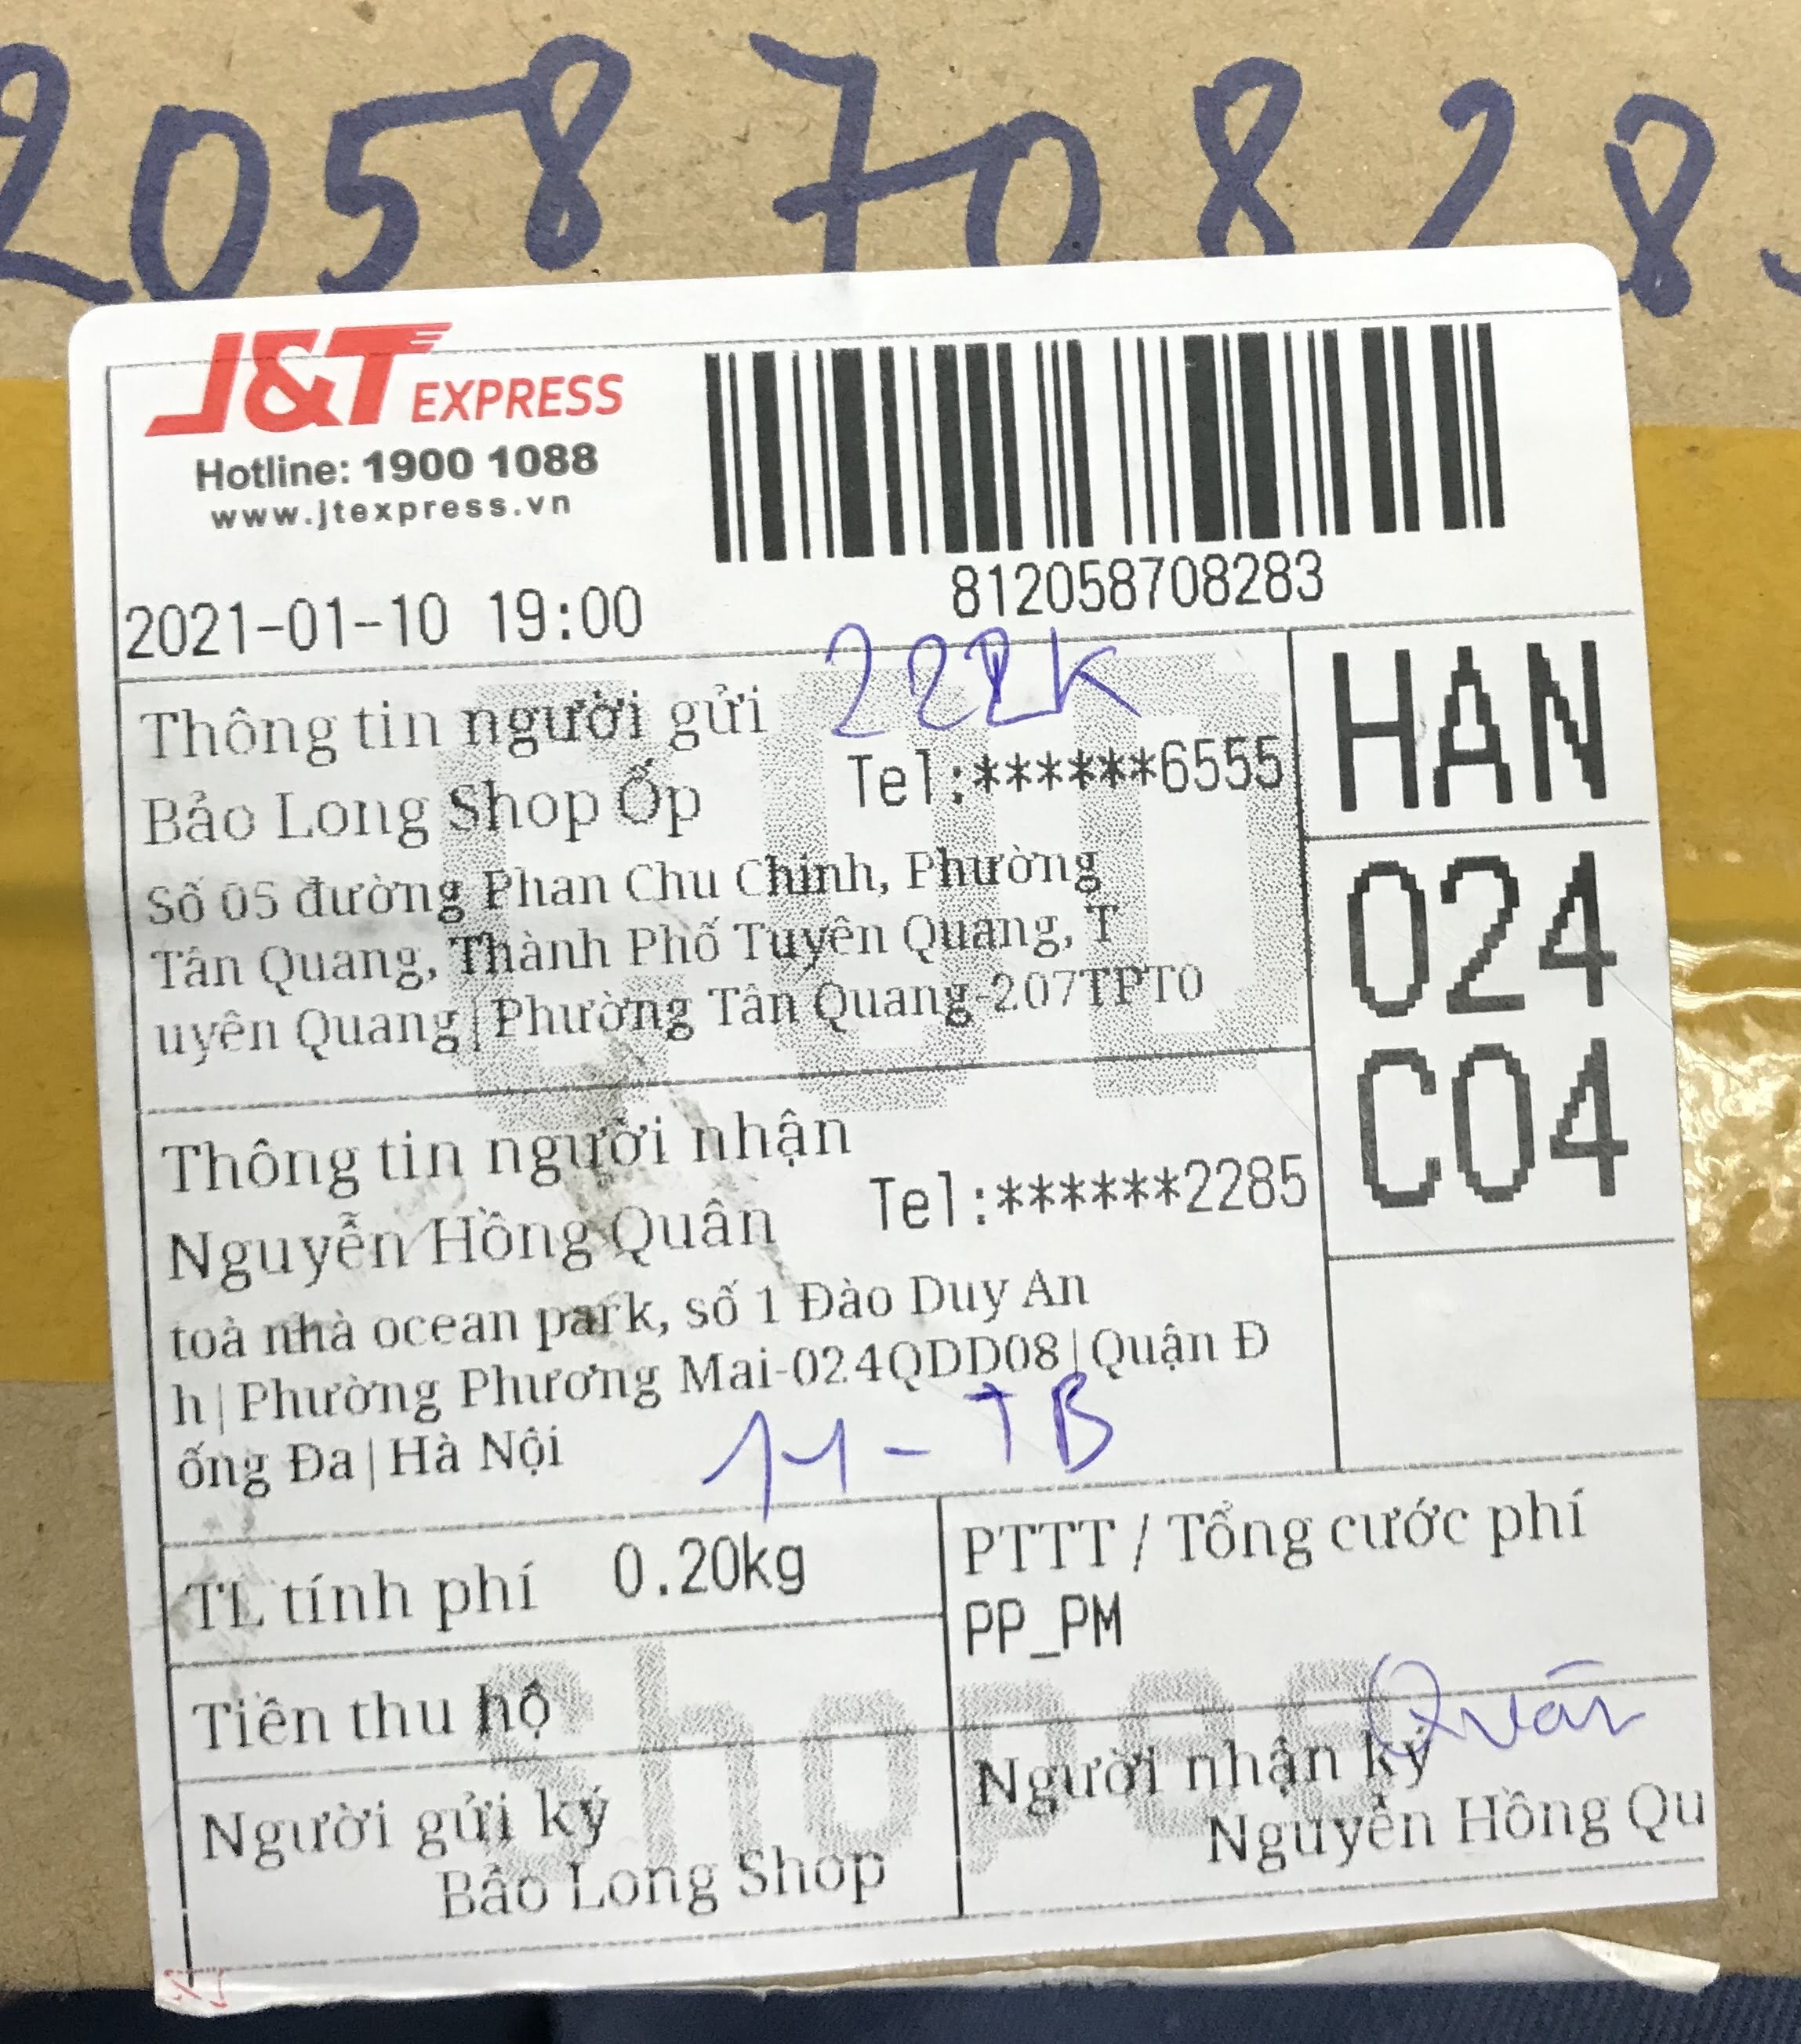 2058708283
J&T EXPRESS
Hotline: 1900 1088
www.jtexpress.vn
812058708283
2021-01-10 19:00
222K
HAN
Thông tin người gửi
Tel:******6555
Bảo Long Shop Ốp
Số 05 đường Phan Chu Chinh, Phường
Tân Quang, Thành Phố Tuyên Quang, T
uyên Quang|Phường Tân Quang-207TPT0
024
C04
Thông tin người nhận
Tel:******2285
Nguyễn Hồng Quân
toà nhà ocean park, số 1 Đào Duy An
h|Phường Phương Mai-024QDD08|Quận Đ
ống Đa|Hà Nội
11-TB
TL tính phí 0.20kg
PTTT / Tổng cước phí
PP_PM
Tiền thu hộ
Shopee
Quân
Người gửi ký
Bảo Long Shop
Người nhận ký
Nguyễn Hồng Qu